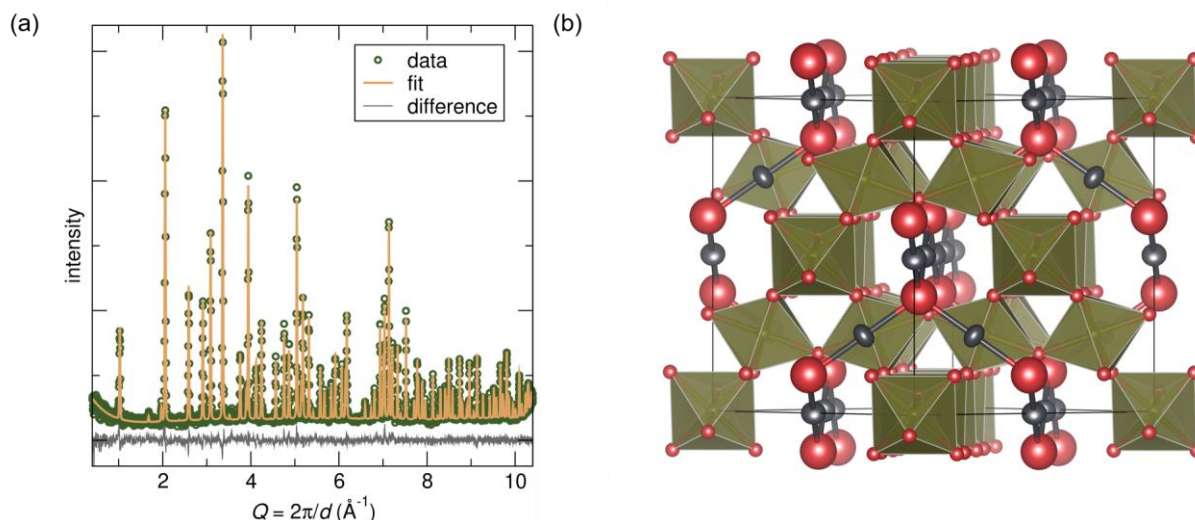 (a)
(b)
data
fit
difference
intensity
2
4
6
8
10
Q = 2π/d (Å⁻¹)